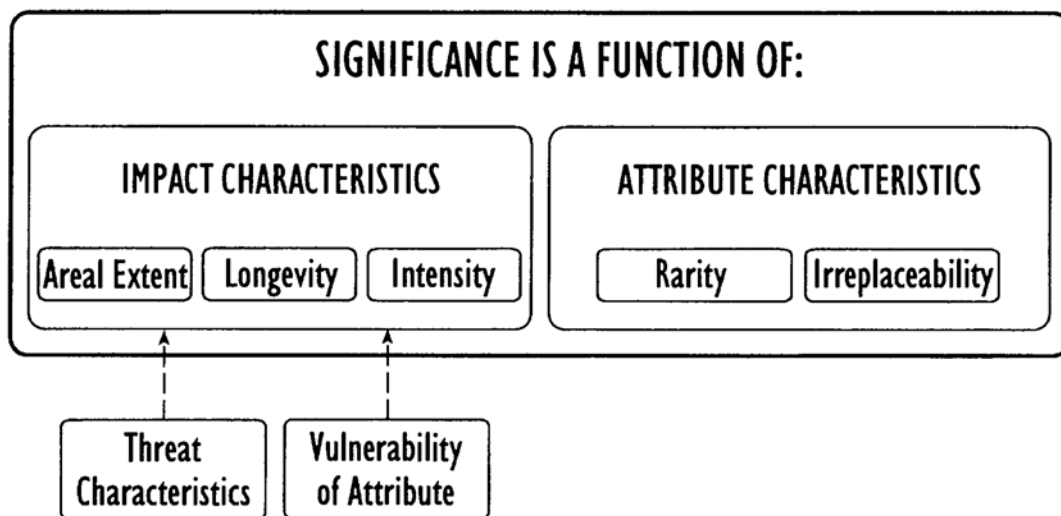 SIGNIFICANCE IS A FUNCTION OF:
IMPACT CHARACTERISTICS
Areal Extent
Longevity
Intensity
ATTRIBUTE CHARACTERISTICS
Rarity
Irreplaceability
Threat
Characteristics
Vulnerability
of Attribute